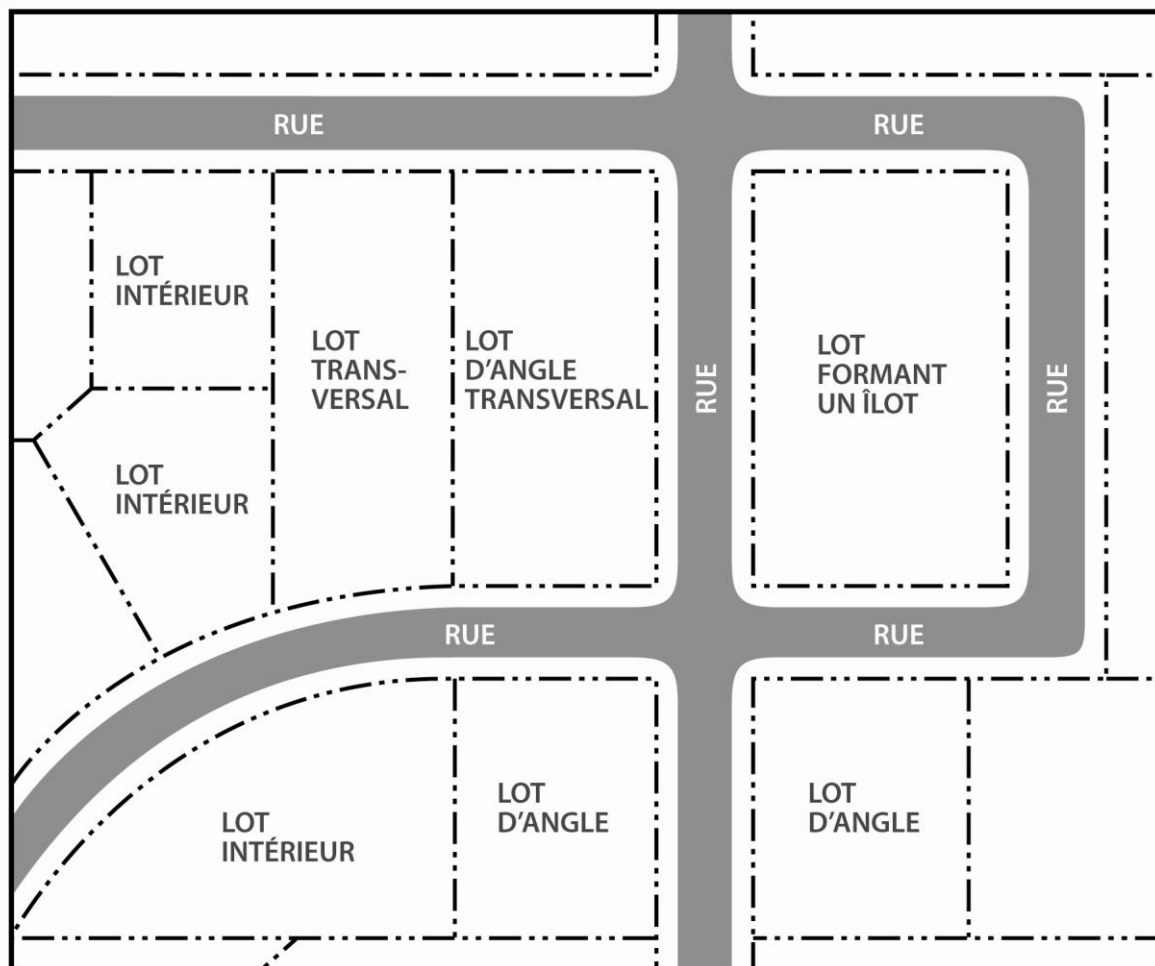 RUE
RUE
LOT
INTÉRIEUR
LOT
TRANS-
VERSAL
LOT
D'ANGLE
TRANSVERSAL
RUE
LOT
FORMANT
UN ÎLOT
RUE
LOT
INTÉRIEUR
RUE
RUE
LOT
INTÉRIEUR
LOT
D'ANGLE
LOT
D'ANGLE